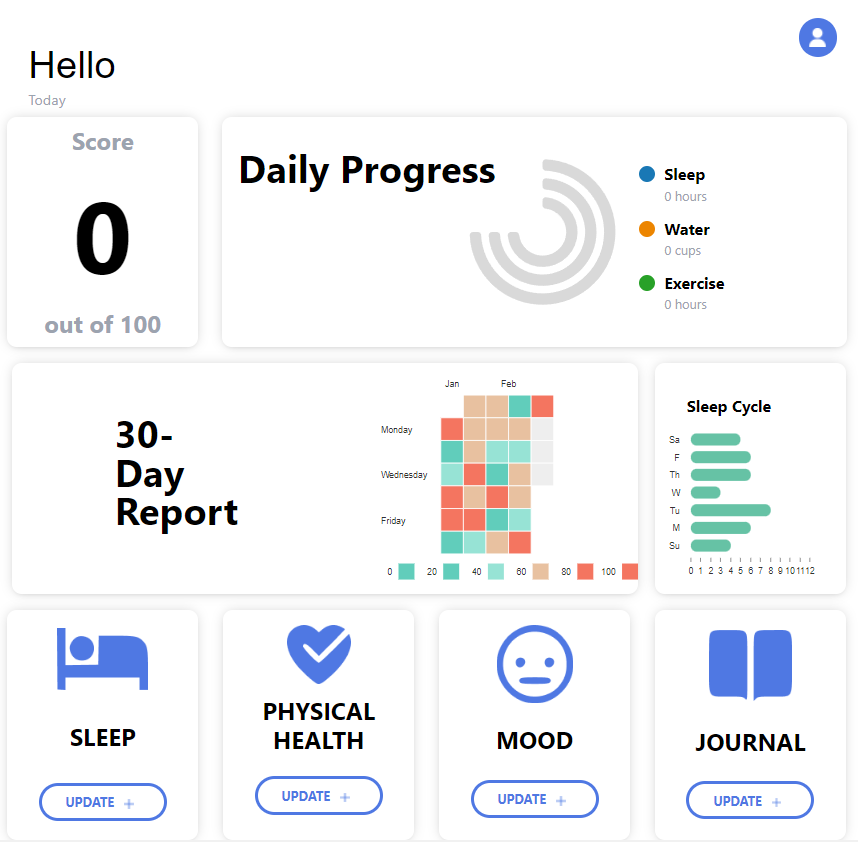 Hello
Today
Score
0
out of 100
Daily Progress
Sleep
0 hours
Water
0 cups
Exercise
0 hours
30-
Day
Report
Jan Feb
Monday
Wednesday
Friday
0 20 40 60 80 100
Sleep Cycle
Sa
F
Th
W
Tu
M
Su
0 1 2 3 4 5 6 7 8 9 10 11 12
SLEEP
UPDATE +
PHYSICAL
HEALTH
UPDATE +
MOOD
UPDATE +
JOURNAL
UPDATE +